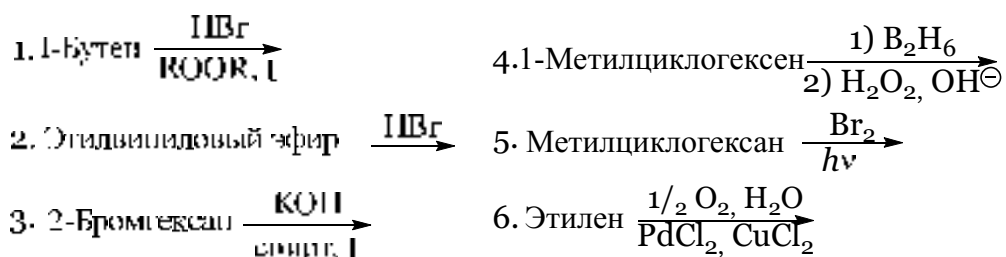 1. 1-Бутен HBr
ROOR, t
2. Этилвиниловый эфир HBr
3. 2-Бромгексан KOH
спирт, t
4.1-Метилциклогексен 1) B₂H₆
2) H₂O₂, OH⊖
5. Метилциклогексан Br₂
hν
6. Этилен 1/₂ O₂, H₂O
PdCl₂, CuCl₂